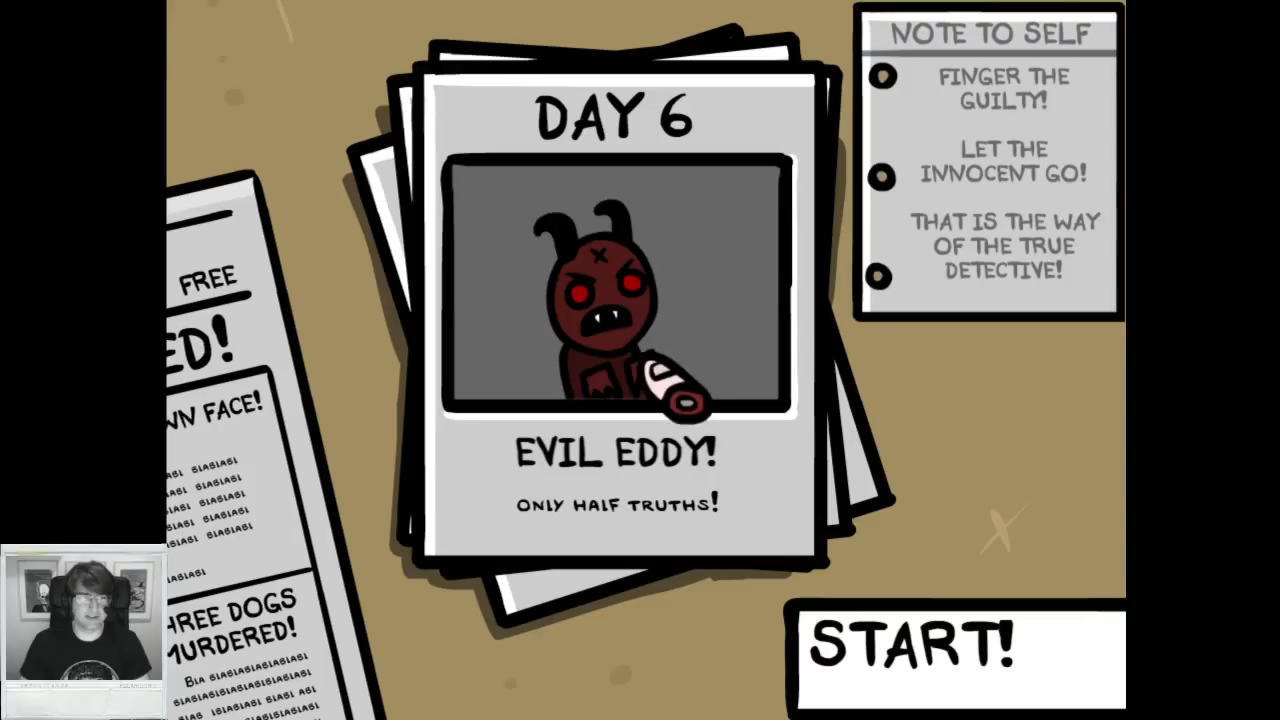 DAY 6
EVIL EDDY!
ONLY HALF TRUTHS!
NOTE TO SELF
FINGER THE
GUILTY!
LET THE
INNOCENT GO!
THAT IS THE WAY
OF THE TRUE
DETECTIVE!
FREE
ED!
WN FACE!
HREE DOGS
MURDERED!
START!